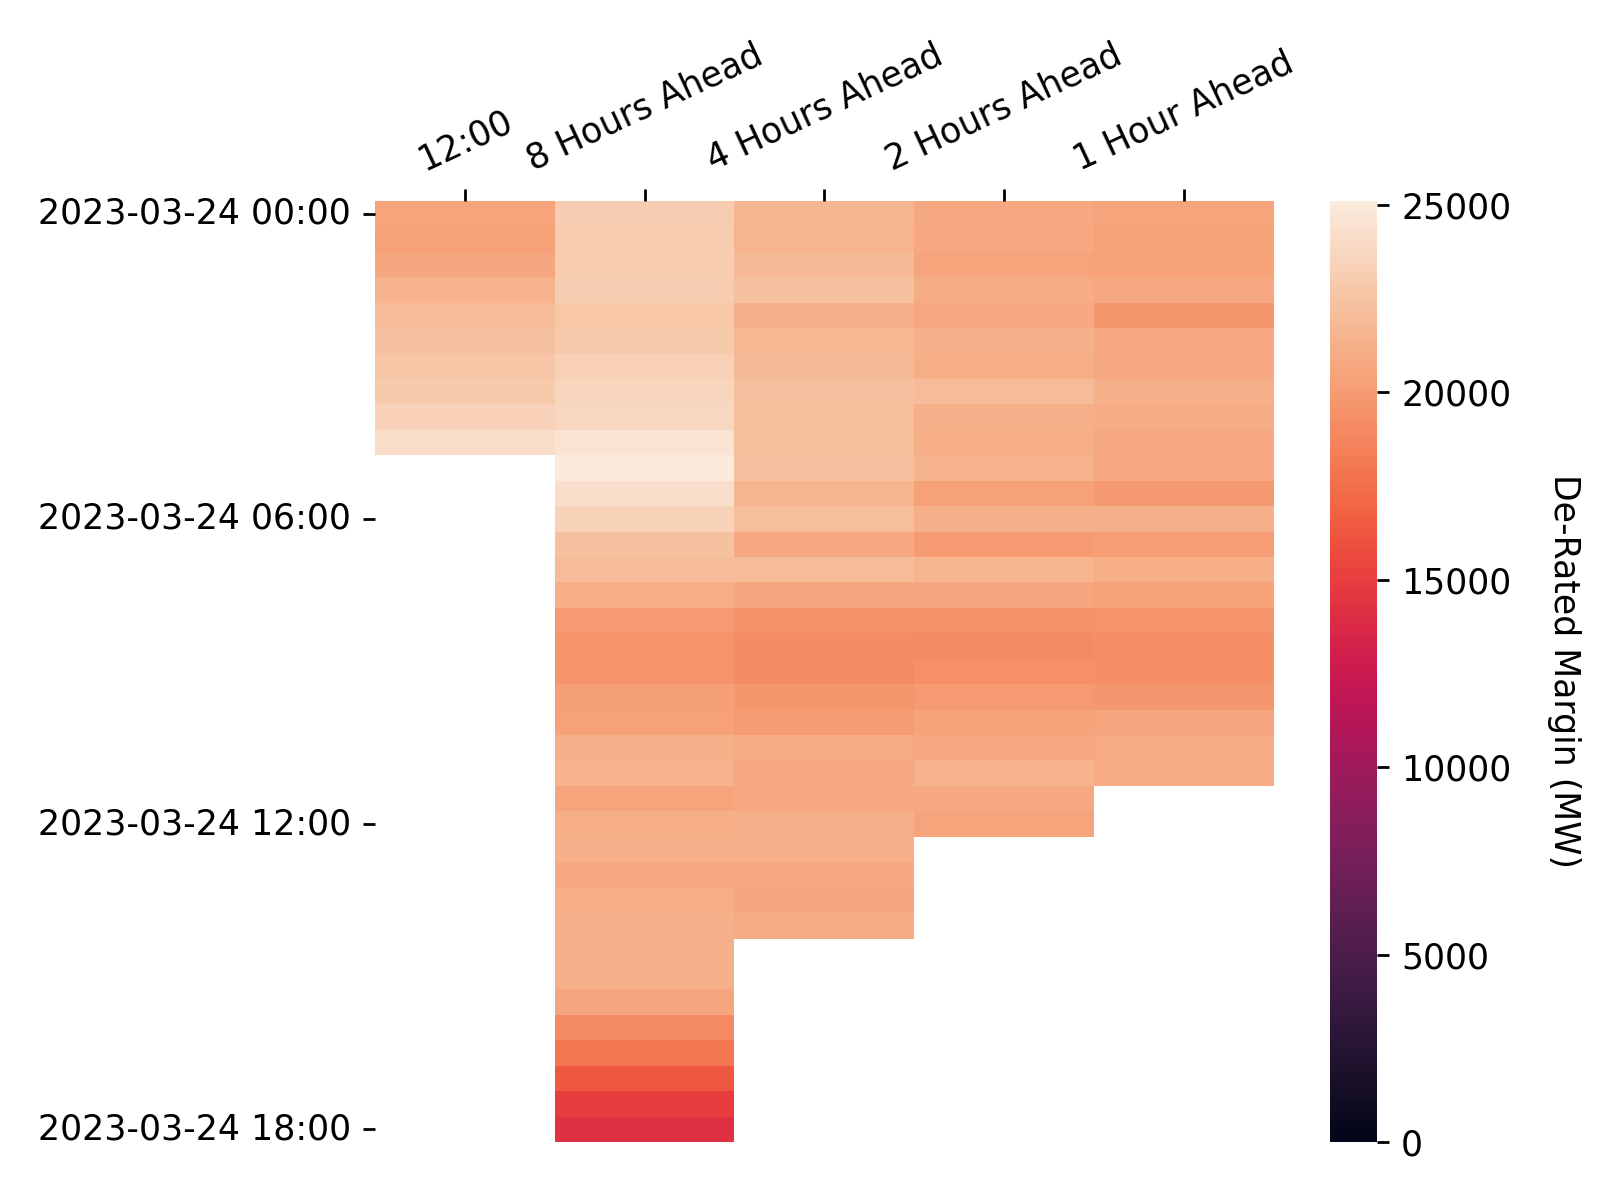 12:00
8 Hours Ahead
4 Hours Ahead
2 Hours Ahead
1 Hour Ahead
2023-03-24 00:00
2023-03-24 06:00
2023-03-24 12:00
2023-03-24 18:00
25000
20000
15000
10000
5000
0
De-Rated Margin (MW)